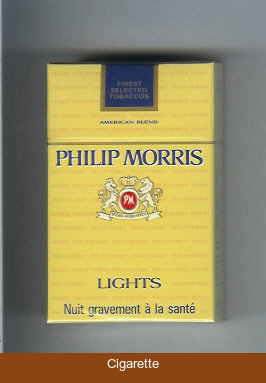 FINEST
SELECTED
TOBACCOS
AMERICAN BLEND
PHILIP MORRIS
PM
LIGHTS
Nuit gravement à la santé
Cigarette